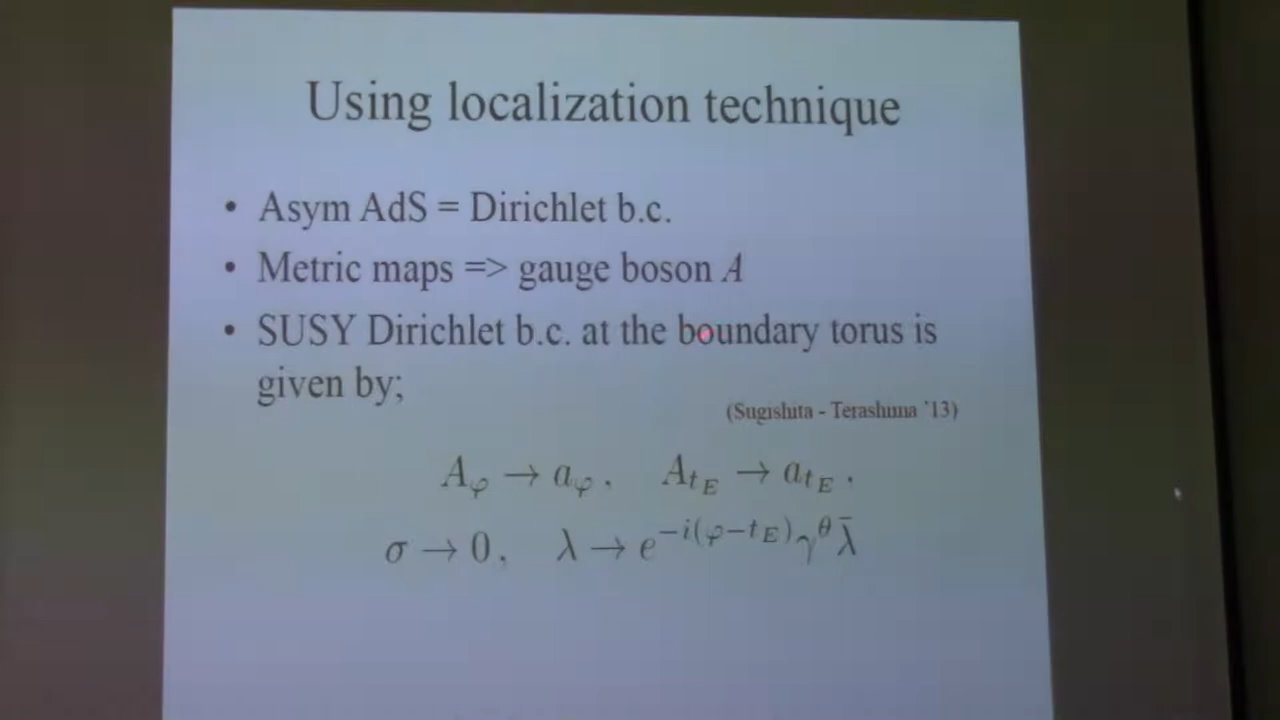 Using localization technique
• Asym AdS = Dirichlet b.c.
• Metric maps => gauge boson A
• SUSY Dirichlet b.c. at the boundary torus is
given by;
(Sugishita - Terashima '13)
A_φ → a_φ , A_{t_E} → a_{t_E} ,
σ → 0 , λ → e^{-i(φ-t_E)} γ^θ λ̄